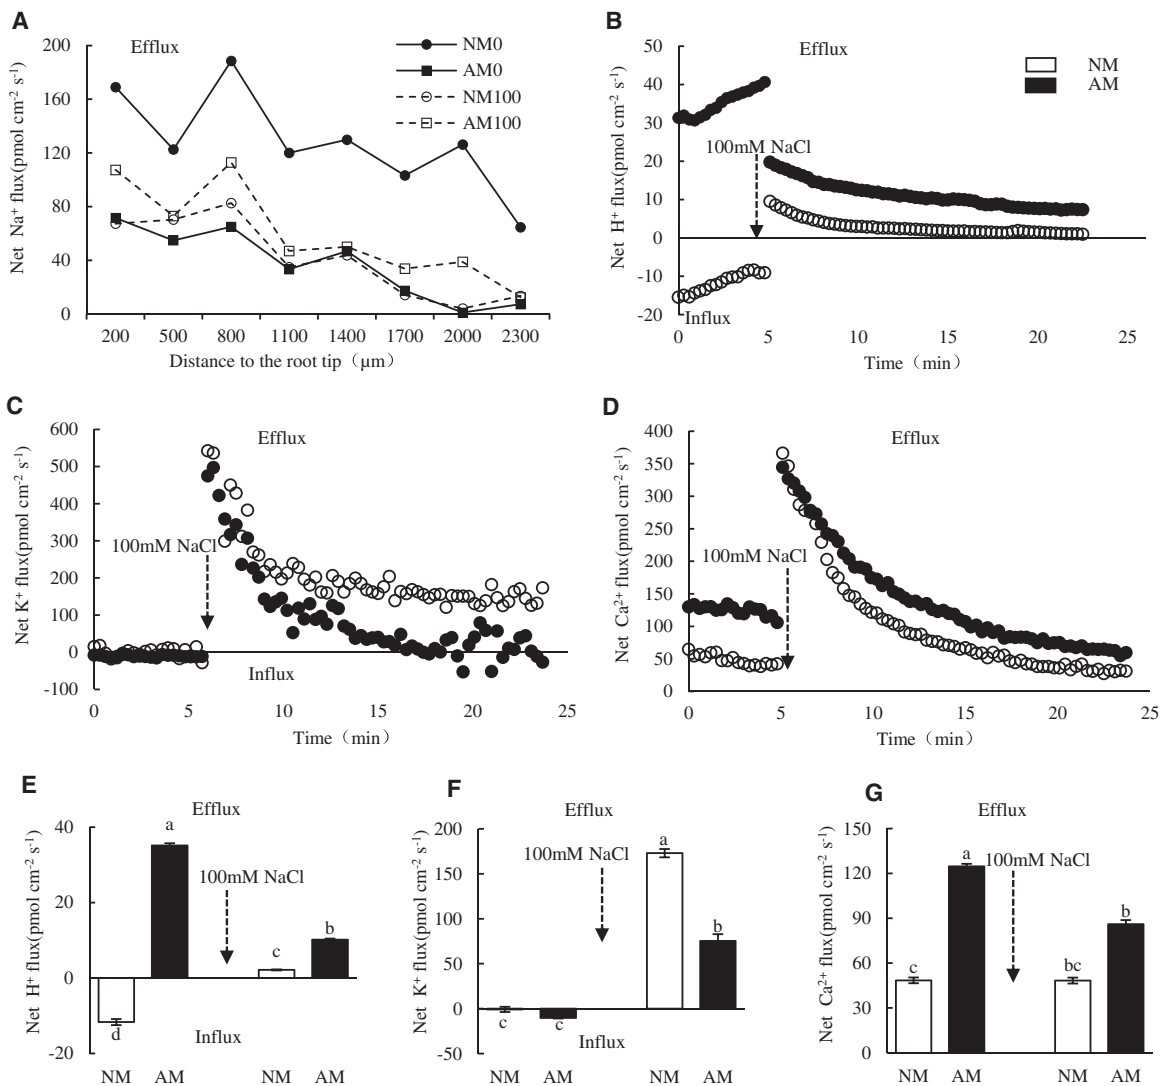 A
Efflux
NM0
AM0
NM100
AM100
Net Na⁺ flux(pmol cm⁻² s⁻¹)
200
160
120
80
40
0
200 500 800 1100 1400 1700 2000 2300
Distance to the root tip（μm）
B
Efflux
NM
AM
100mM NaCl
Influx
Net H⁺ flux(pmol cm⁻² s⁻¹)
50
40
30
20
10
0
-10
-20
0 5 10 15 20 25
Time（min）
C
Efflux
100mM NaCl
Influx
Net K⁺ flux(pmol cm⁻² s⁻¹)
600
500
400
300
200
100
0
-100
0 5 10 15 20 25
Time（min）
D
Efflux
100mM NaCl
Net Ca²⁺ flux(pmol cm⁻² s⁻¹)
400
350
300
250
200
150
100
50
0
0 5 10 15 20 25
Time（min）
E
Efflux
a
100mM NaCl
b
c
d
Influx
Net H⁺ flux(pmol cm⁻² s⁻¹)
40
20
0
-20
NM AM NM AM
F
Efflux
100mM NaCl
a
b
c c
Influx
Net K⁺ flux(pmol cm⁻² s⁻¹)
200
150
100
50
0
-50
NM AM NM AM
G
Efflux
a
100mM NaCl
b
c
bc
Net Ca²⁺ flux(pmol cm⁻² s⁻¹)
150
120
90
60
30
0
NM AM NM AM